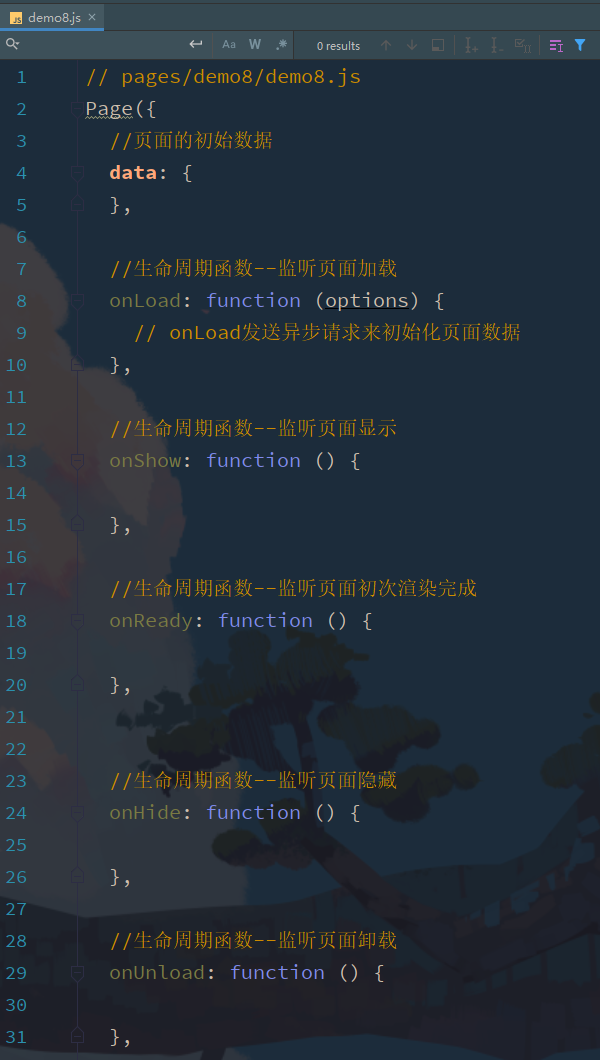 demo8.js ×
Aa W .* 0 results
1 // pages/demo8/demo8.js
2 Page({
3 //页面的初始数据
4 data: {
5 },
6
7 //生命周期函数--监听页面加载
8 onLoad: function (options) {
9 // onLoad发送异步请求来初始化页面数据
10 },
11
12 //生命周期函数--监听页面显示
13 onShow: function () {
14
15 },
16
17 //生命周期函数--监听页面初次渲染完成
18 onReady: function () {
19
20 },
21
22
23 //生命周期函数--监听页面隐藏
24 onHide: function () {
25
26 },
27
28 //生命周期函数--监听页面卸载
29 onUnload: function () {
30
31 },